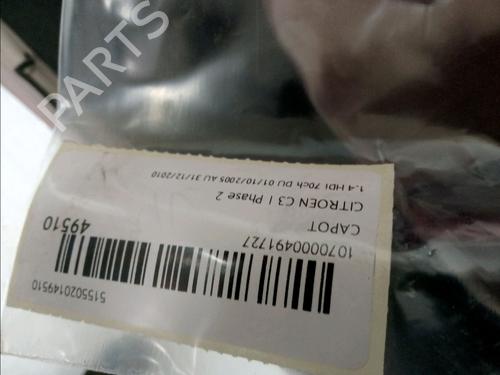 1.4 HDI 70ch DU 01/10/2005 AU 31/12/2010
CITROEN C3 I Phase 2
CAPOT
1070000491727
49510
5155020149510
B-PARTS